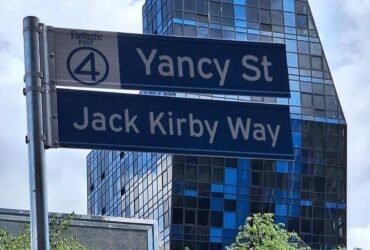 Fantastic
Four
4
Yancy St
Jack Kirby Way